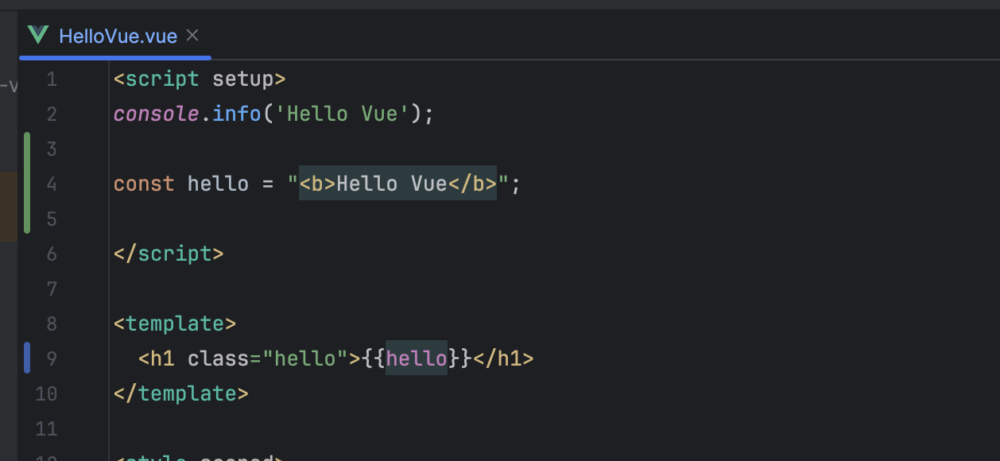 HelloVue.vue
1 <script setup>
2 console.info('Hello Vue');
3
4 const hello = "<b>Hello Vue</b>";
5
6 </script>
7
8 <template>
9 <h1 class="hello">{{hello}}</h1>
10 </template>
11
12 <style scoped>